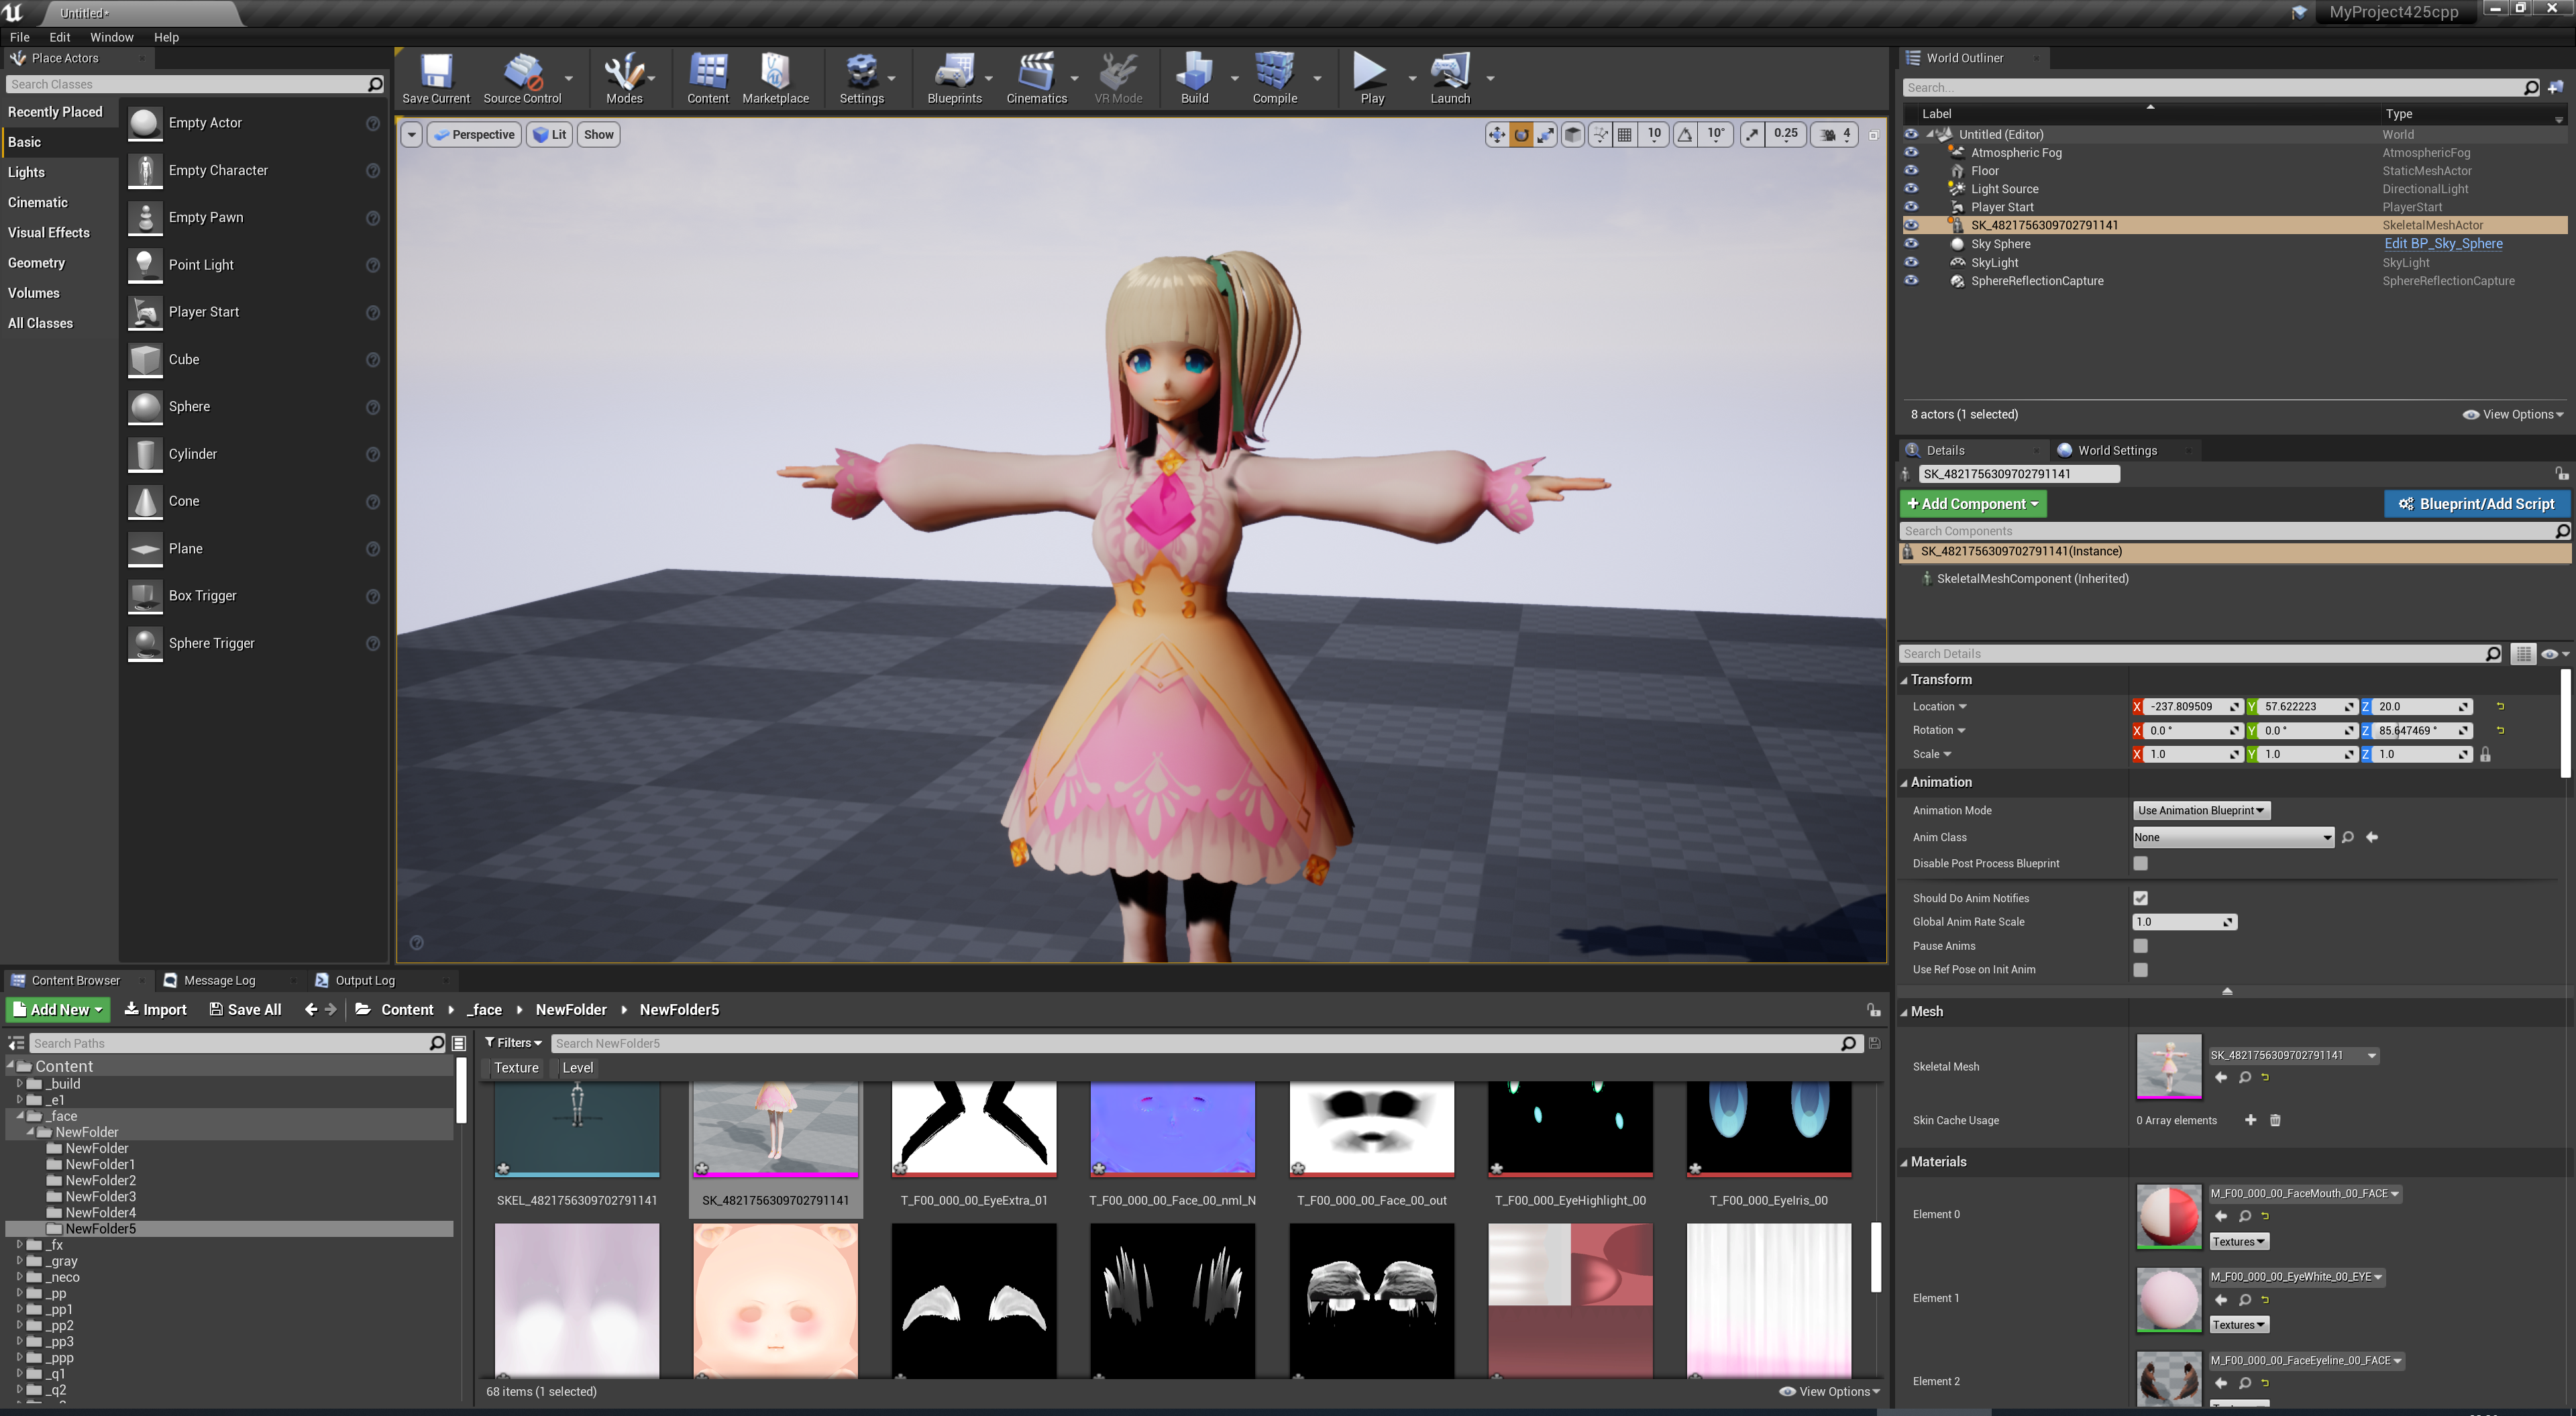 Untitled•
MyProject425cpp
File Edit Window Help
Place Actors
Search Classes
Recently Placed
Basic
Lights
Cinematic
Visual Effects
Geometry
Volumes
All Classes
Empty Actor
Empty Character
Empty Pawn
Point Light
Player Start
Cube
Sphere
Cylinder
Cone
Plane
Box Trigger
Sphere Trigger
Save Current Source Control Modes Content Marketplace Settings Blueprints Cinematics VR Mode Build Compile Play Launch
Perspective Lit Show
10 10° 0.25 4
World Outliner
Search...
Label Type
Untitled (Editor) World
Atmospheric Fog AtmosphericFog
Floor StaticMeshActor
Light Source DirectionalLight
Player Start PlayerStart
SK_4821756309702791141 SkeletalMeshActor
Sky Sphere Edit BP_Sky_Sphere
SkyLight SkyLight
SphereReflectionCapture SphereReflectionCapture
8 actors (1 selected) View Options
Details World Settings
SK_4821756309702791141
+ Add Component Blueprint/Add Script
Search Components
SK_4821756309702791141(Instance)
SkeletalMeshComponent (Inherited)
Search Details
Transform
Location X -237.809509 Y 57.622223 Z 20.0
Rotation X 0.0 ° Y 0.0 ° Z 85.647469 °
Scale X 1.0 Y 1.0 Z 1.0
Animation
Animation Mode Use Animation Blueprint
Anim Class None
Disable Post Process Blueprint
Should Do Anim Notifies
Global Anim Rate Scale 1.0
Pause Anims
Use Ref Pose on Init Anim
Mesh
Skeletal Mesh SK_4821756309702791141
Skin Cache Usage 0 Array elements
Materials
Element 0 M_F00_000_00_FaceMouth_00_FACE
Textures
Element 1 M_F00_000_00_EyeWhite_00_EYE
Textures
Element 2 M_F00_000_00_FaceEyeline_00_FACE
Content Browser Message Log Output Log
Add New Import Save All Content _face NewFolder NewFolder5
Search Paths
Content
_build
_e1
_face
NewFolder
NewFolder
NewFolder1
NewFolder2
NewFolder3
NewFolder4
NewFolder5
_fx
_gray
_neco
_pp
_pp1
_pp2
_pp3
_ppp
_q1
_q2
Filters Search NewFolder5
Texture Level
SKEL_4821756309702791141 SK_4821756309702791141 T_F00_000_00_EyeExtra_01 T_F00_000_00_Face_00_nml_N T_F00_000_00_Face_00_out T_F00_000_EyeHighlight_00 T_F00_000_EyeIris_00
68 items (1 selected) View Options